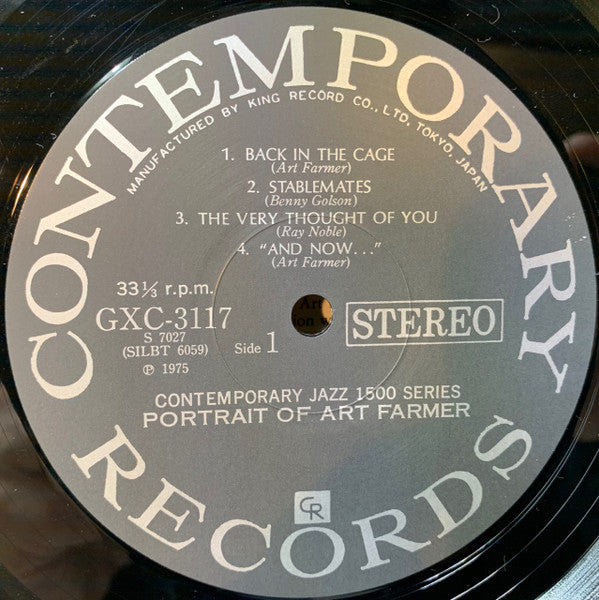 CONTEMPORARY
MANUFACTURED BY KING RECORD CO., LTD. TOKYO, JAPAN
1. BACK IN THE CAGE
(Art Farmer)
2. STABLEMATES
(Benny Golson)
3. THE VERY THOUGHT OF YOU
(Ray Noble)
4. “AND NOW...”
(Art Farmer)
33⅓ r.p.m.
GXC-3117
S 7027
(SILBT 6059)
Side 1
STEREO
℗ 1975
CONTEMPORARY JAZZ 1500 SERIES
PORTRAIT OF ART FARMER
CR
RECORDS